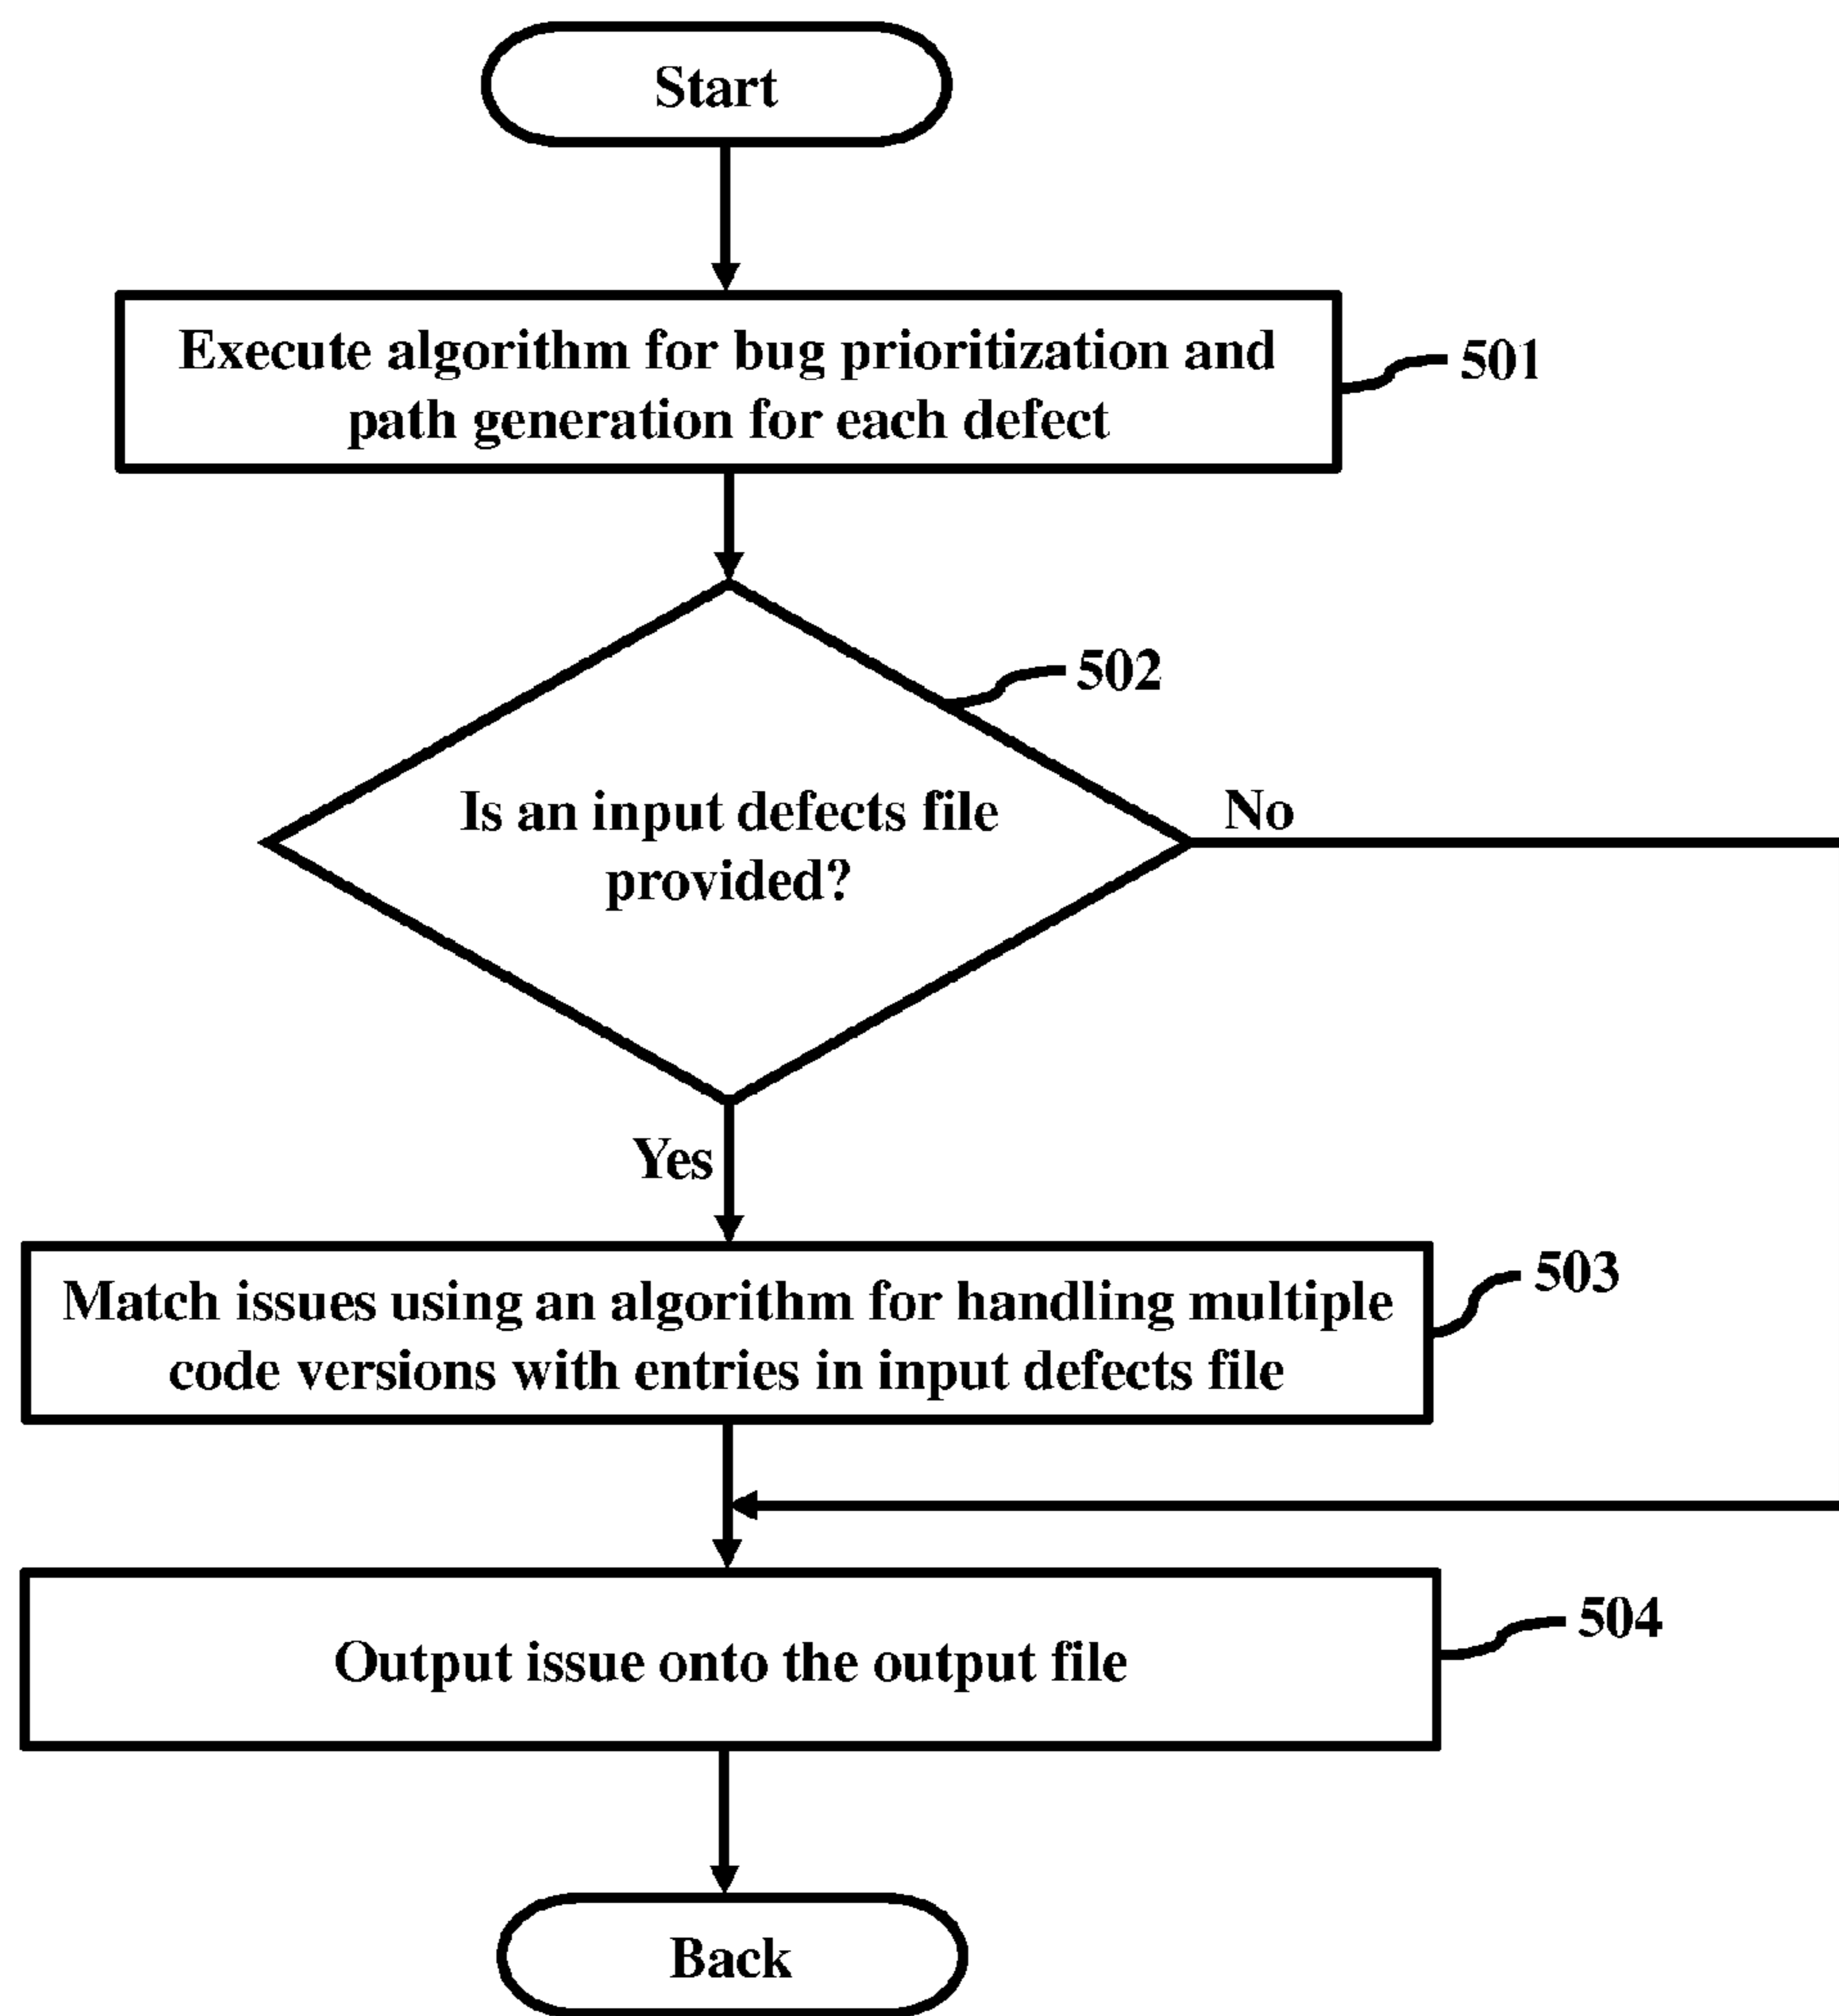 Start
Execute algorithm for bug prioritization and
path generation for each defect
501
502
Is an input defects file
provided?
No
Yes
Match issues using an algorithm for handling multiple
code versions with entries in input defects file
503
Output issue onto the output file
504
Back